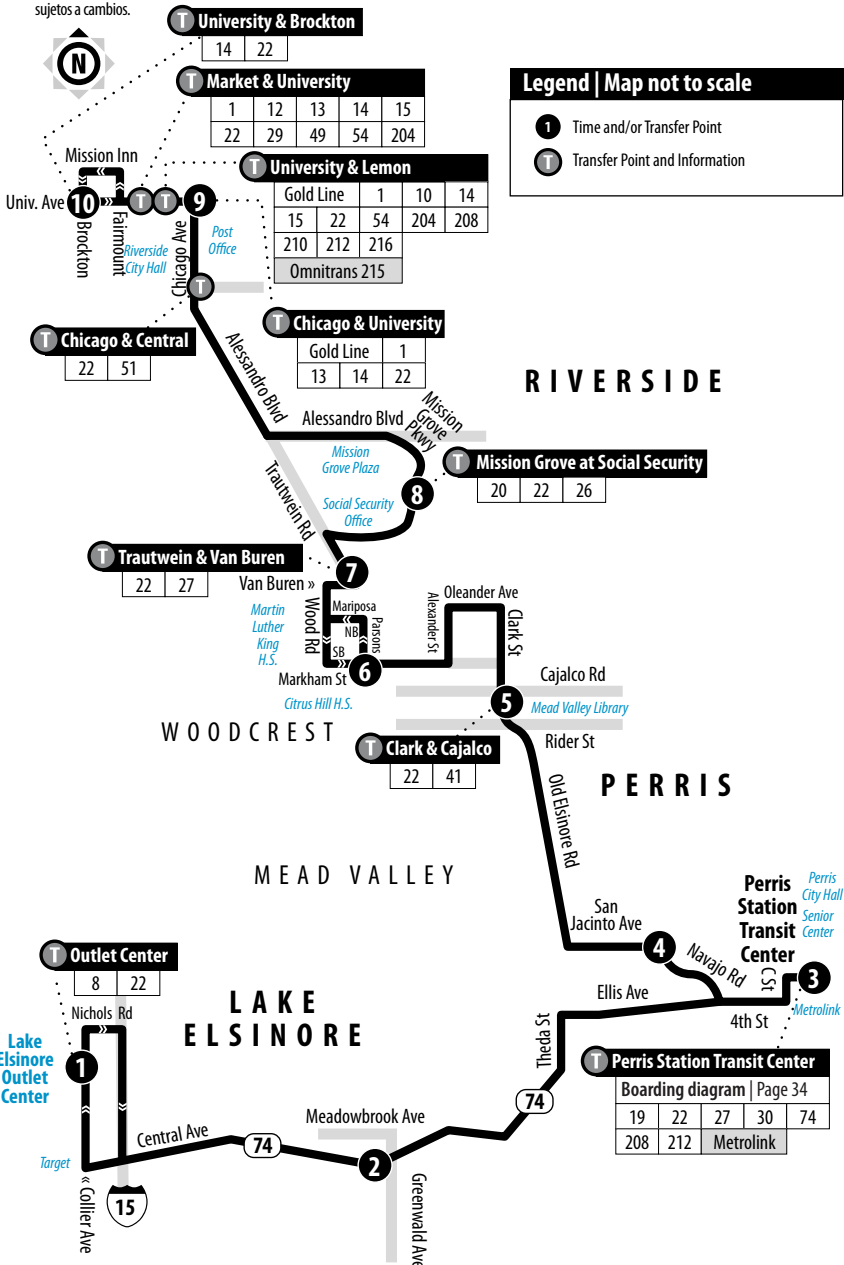 sujetos a cambios.
N
T University & Brockton
14 22
T Market & University
1 12 13 14 15
22 29 49 54 204
Legend | Map not to scale
1 Time and/or Transfer Point
T Transfer Point and Information
Mission Inn
T University & Lemon
Gold Line 1 10 14
15 22 54 204 208
210 212 216
Omnitrans 215
Univ. Ave
10
T
T
9
Brockton
Fairmount
Riverside
City Hall
Chicago Ave
Post
Office
T
T Chicago & University
Gold Line 1
13 14 22
T Chicago & Central
22 51
Alessandro Blvd
RIVERSIDE
Alessandro Blvd
Mission
Grove
Pkwy
Mission
Grove Plaza
T Mission Grove at Social Security
20 22 26
8
Trautwein Rd
Social Security
Office
T Trautwein & Van Buren
22 27
7
Van Buren »
Wood Rd
Mariposa
NB
Parsons
SB
6
Markham St
Martin
Luther
King
H.S.
Citrus Hill H.S.
Alexander St
Oleander Ave
Clark St
Cajalco Rd
5
Mead Valley Library
Rider St
WOODCREST
T Clark & Cajalco
22 41
PERRIS
Old Elsinore Rd
MEAD VALLEY
San
Jacinto Ave
4
Navajo Rd
Perris
Station
Transit
Center
Perris
City Hall
Senior
Center
C St
3
Metrolink
4th St
Ellis Ave
Theda St
T Outlet Center
8 22
Nichols Rd
LAKE
ELSINORE
Lake
Elsinore
Outlet
Center
1
T Perris Station Transit Center
Boarding diagram | Page 34
19 22 27 30 74
208 212 Metrolink
74
Meadowbrook Ave
Central Ave
74
2
Target
« Collier Ave
15
Greenwald Ave